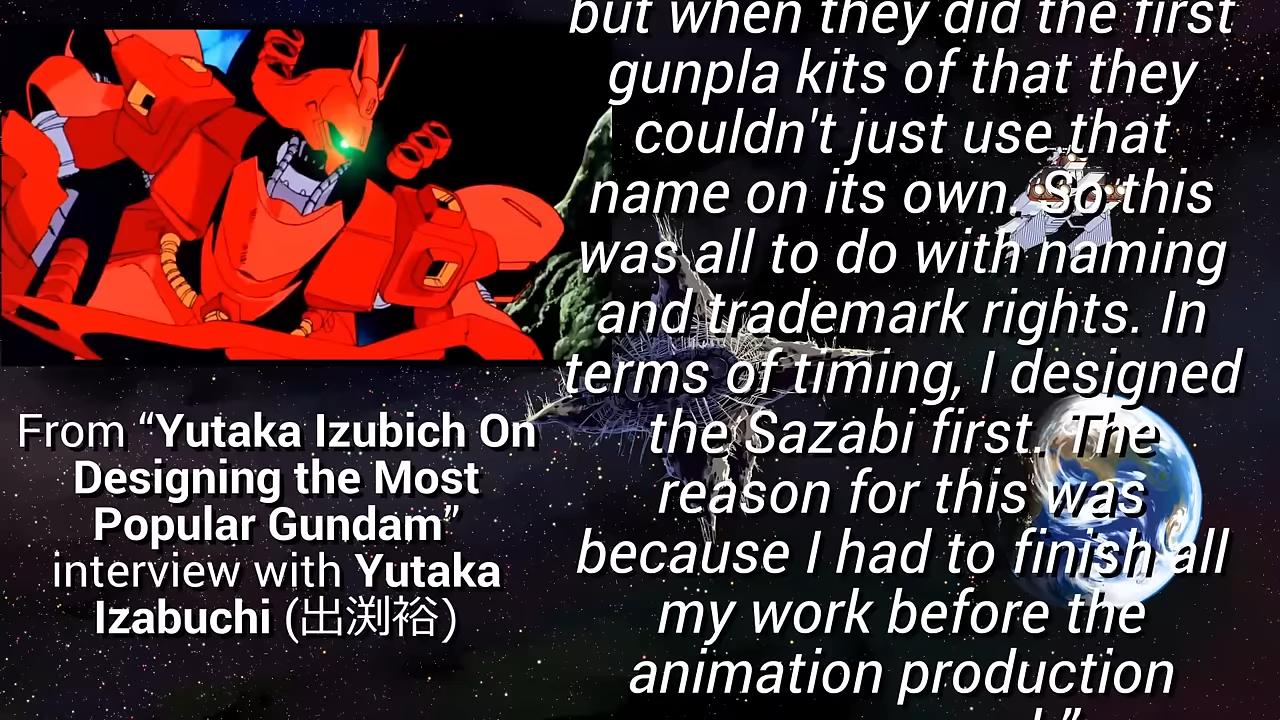 From “Yutaka Izubich On
Designing the Most
Popular Gundam”
interview with Yutaka
Izabuchi (出渕裕)
but when they did the first
gunpla kits of that they
couldn't just use that
name on its own. So this
was all to do with naming
and trademark rights. In
terms of timing, I designed
the Sazabi first. The
reason for this was
because I had to finish all
my work before the
animation production